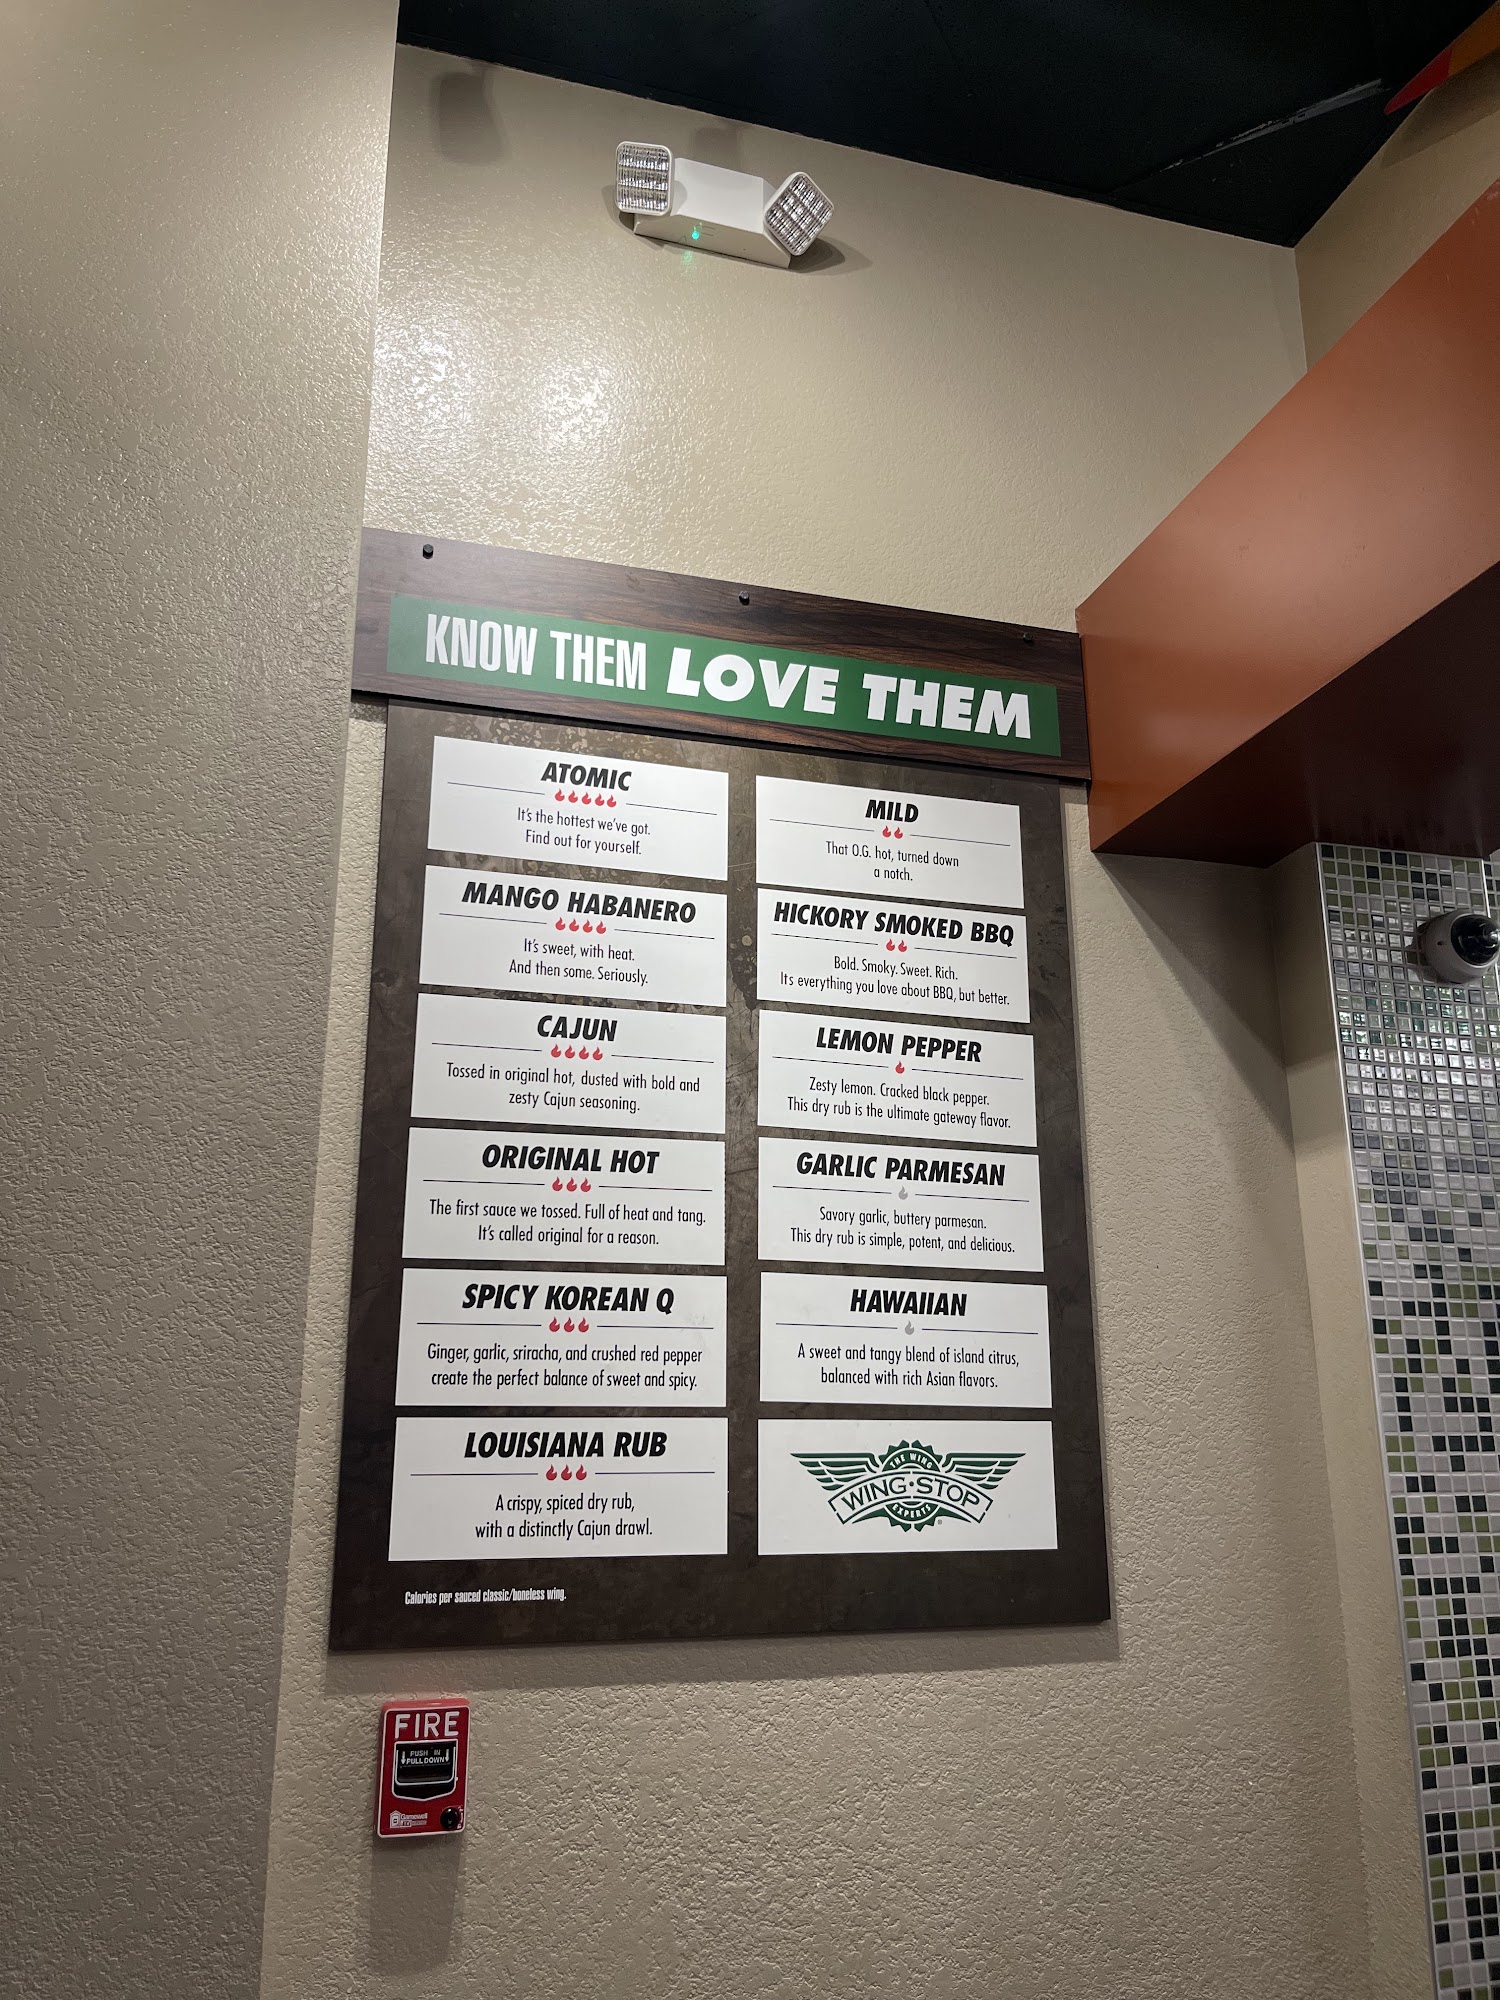 KNOW THEM LOVE THEM
ATOMIC
It's the hottest we've got.
Find out for yourself.
MANGO HABANERO
It's sweet, with heat.
And then some. Seriously.
CAJUN
Tossed in original hot, dusted with bold and
zesty Cajun seasoning.
ORIGINAL HOT
The first sauce we tossed. Full of heat and tang.
It's called original for a reason.
SPICY KOREAN Q
Ginger, garlic, sriracha, and crushed red pepper
create the perfect balance of sweet and spicy.
LOUISIANA RUB
A crispy, spiced dry rub,
with a distinctly Cajun drawl.
MILD
That O.G. hot, turned down
a notch.
HICKORY SMOKED BBQ
Bold. Smoky. Sweet. Rich.
Its everything you love about BBQ, but better.
LEMON PEPPER
Zesty lemon. Cracked black pepper.
This dry rub is the ultimate gateway flavor.
GARLIC PARMESAN
Savory garlic, buttery parmesan.
This dry rub is simple, potent, and delicious.
HAWAIIAN
A sweet and tangy blend of island citrus,
balanced with rich Asian flavors.
THE WING
WING·STOP
EXPERTS
®
Calories per sauced classic/boneless wing.
FIRE
PUSH IN
PULL DOWN
Gamewell
FCI